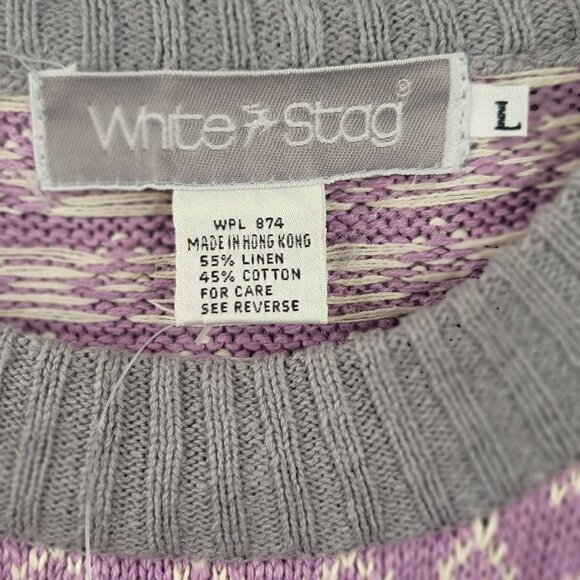 White Stag®
L
WPL 874
MADE IN HONG KONG
55% LINEN
45% COTTON
FOR CARE
SEE REVERSE